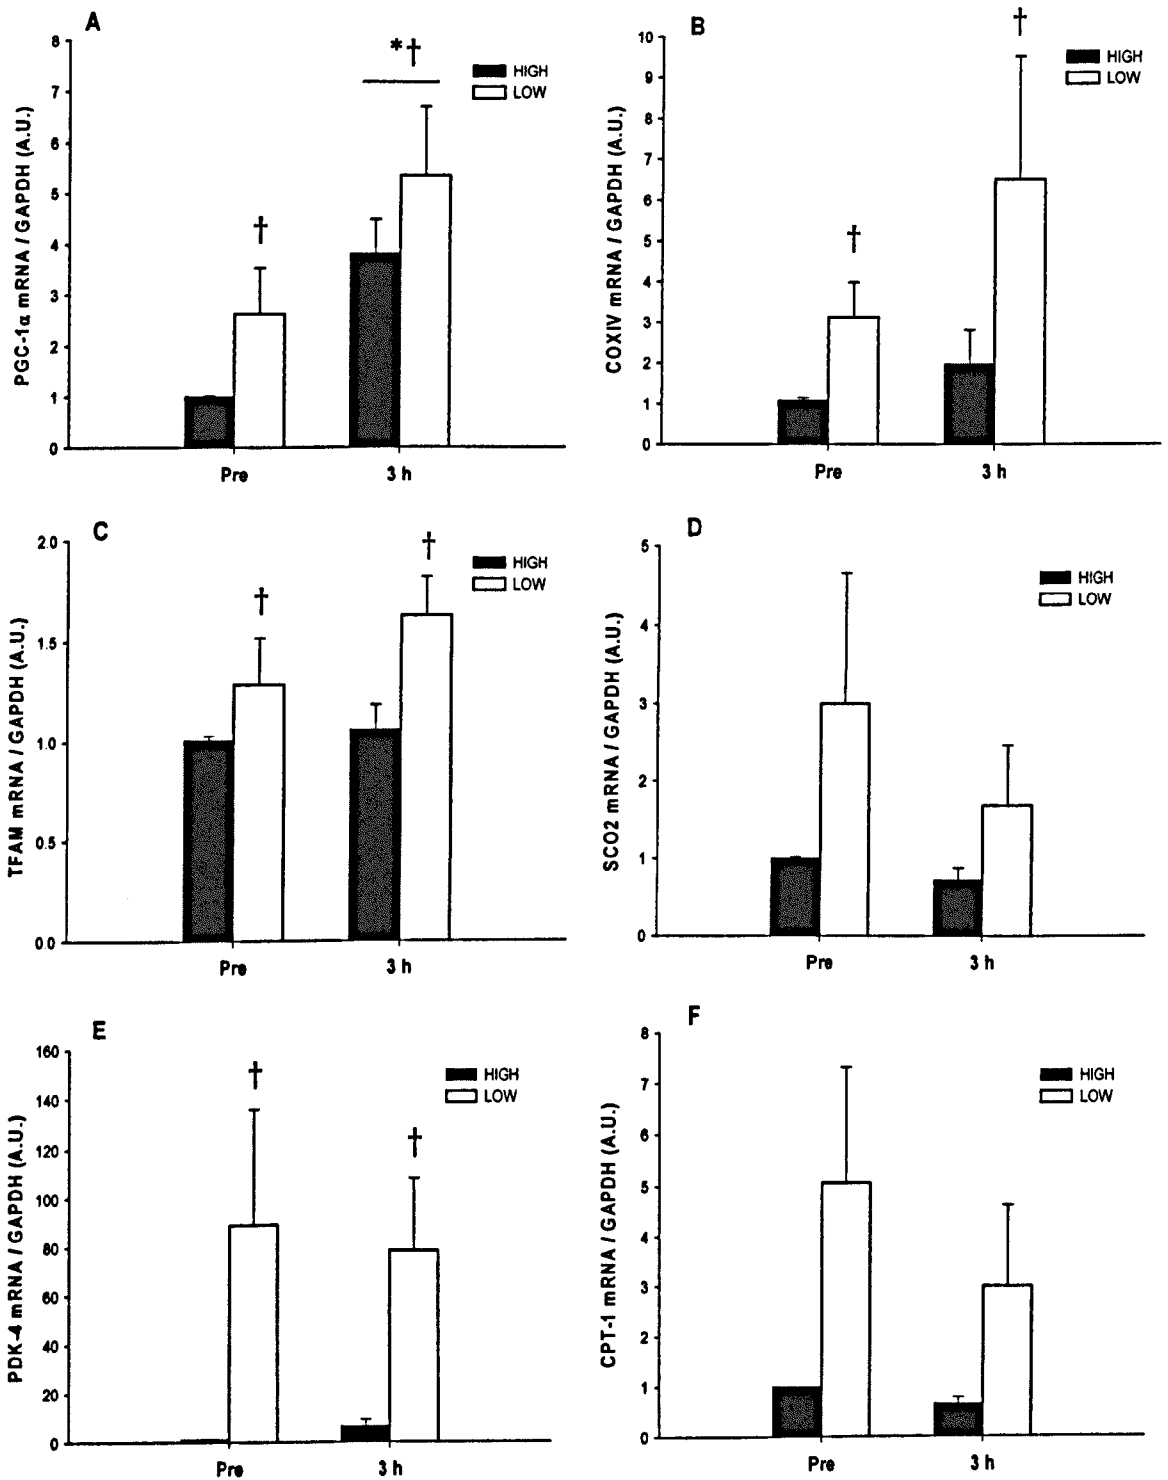 A
PGC-1α mRNA / GAPDH (A.U.)
8
7
6
5
4
3
2
1
0
†
*†
HIGH
LOW
Pre
3 h
B
COXIV mRNA / GAPDH (A.U.)
10
9
8
7
6
5
4
3
2
1
0
†
†
HIGH
LOW
Pre
3 h
C
TFAM mRNA / GAPDH (A.U.)
2.0
1.5
1.0
0.5
0.0
†
†
HIGH
LOW
Pre
3 h
D
SCO2 mRNA / GAPDH (A.U.)
5
4
3
2
1
0
HIGH
LOW
Pre
3 h
E
PDK-4 mRNA / GAPDH (A.U.)
160
140
120
100
80
60
40
20
0
†
†
HIGH
LOW
Pre
3 h
F
CPT-1 mRNA / GAPDH (A.U.)
8
7
6
5
4
3
2
1
0
HIGH
LOW
Pre
3 h